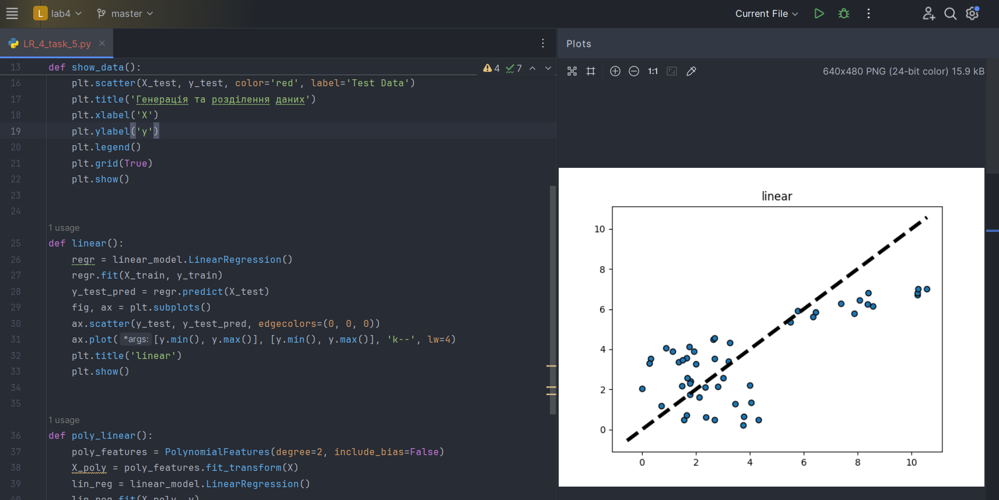 L lab4 master Current File
LR_4_task_5.py
Plots
13 def show_data(): 4 7
640x480 PNG (24-bit color) 15.9 kB
1:1
16 plt.scatter(X_test, y_test, color='red', label='Test Data')
17 plt.title('Генерація та розділення даних')
18 plt.xlabel('X')
19 plt.ylabel('y')
20 plt.legend()
21 plt.grid(True)
22 plt.show()
23
24
1 usage
25 def linear():
26 regr = linear_model.LinearRegression()
27 regr.fit(X_train, y_train)
28 y_test_pred = regr.predict(X_test)
29 fig, ax = plt.subplots()
30 ax.scatter(y_test, y_test_pred, edgecolors=(0, 0, 0))
31 ax.plot( *args: [y.min(), y.max()], [y.min(), y.max()], 'k--', lw=4)
32 plt.title('linear')
33 plt.show()
34
35
1 usage
36 def poly_linear():
37 poly_features = PolynomialFeatures(degree=2, include_bias=False)
38 X_poly = poly_features.fit_transform(X)
39 lin_reg = linear_model.LinearRegression()
40 lin_reg.fit(X_poly, y)
linear
10
8
6
4
2
0
0 2 4 6 8 10